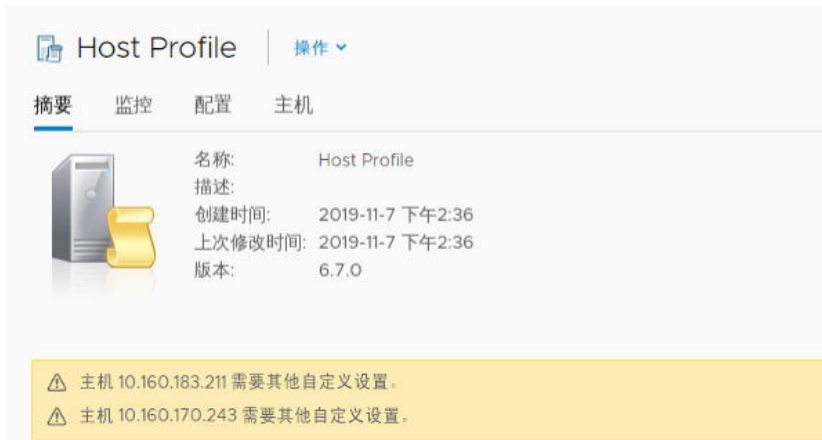 Host Profile 操作
摘要 监控 配置 主机
名称: Host Profile
描述:
创建时间: 2019-11-7 下午2:36
上次修改时间: 2019-11-7 下午2:36
版本: 6.7.0
主机 10.160.183.211 需要其他自定义设置。
主机 10.160.170.243 需要其他自定义设置。